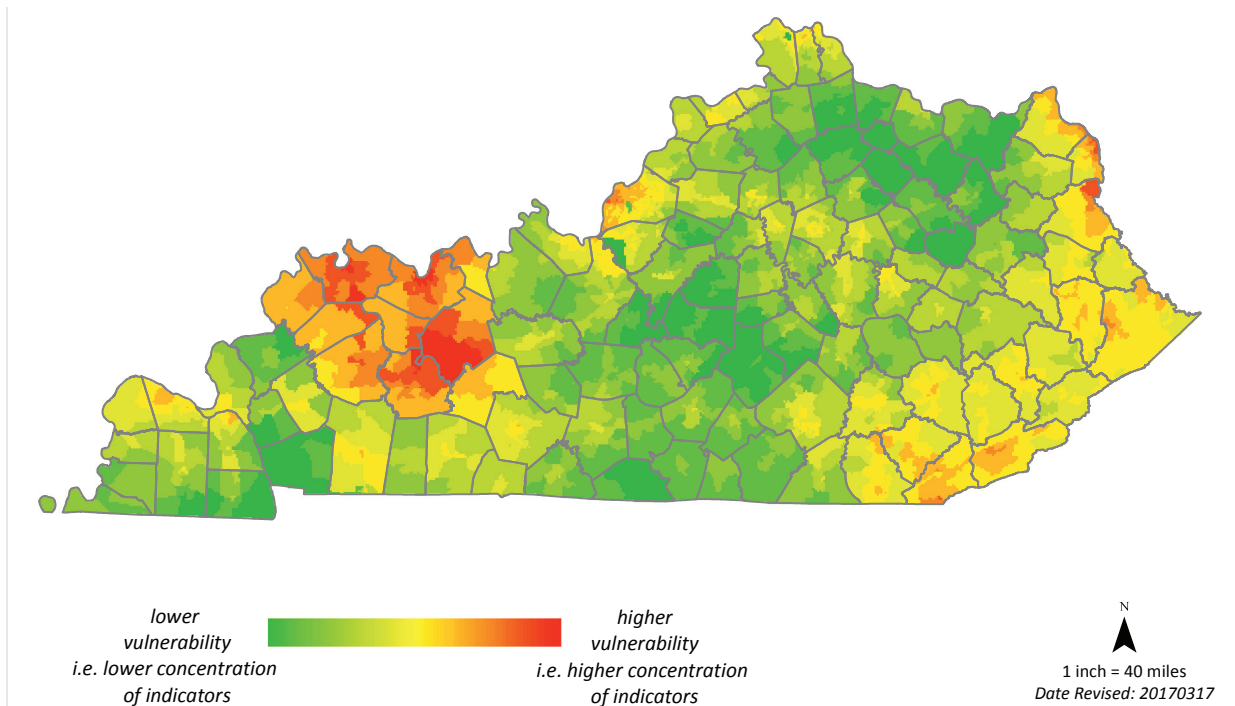 lower
vulnerability
i.e. lower concentration
of indicators
higher
vulnerability
i.e. higher concentration
of indicators
N
1 inch = 40 miles
Date Revised: 20170317